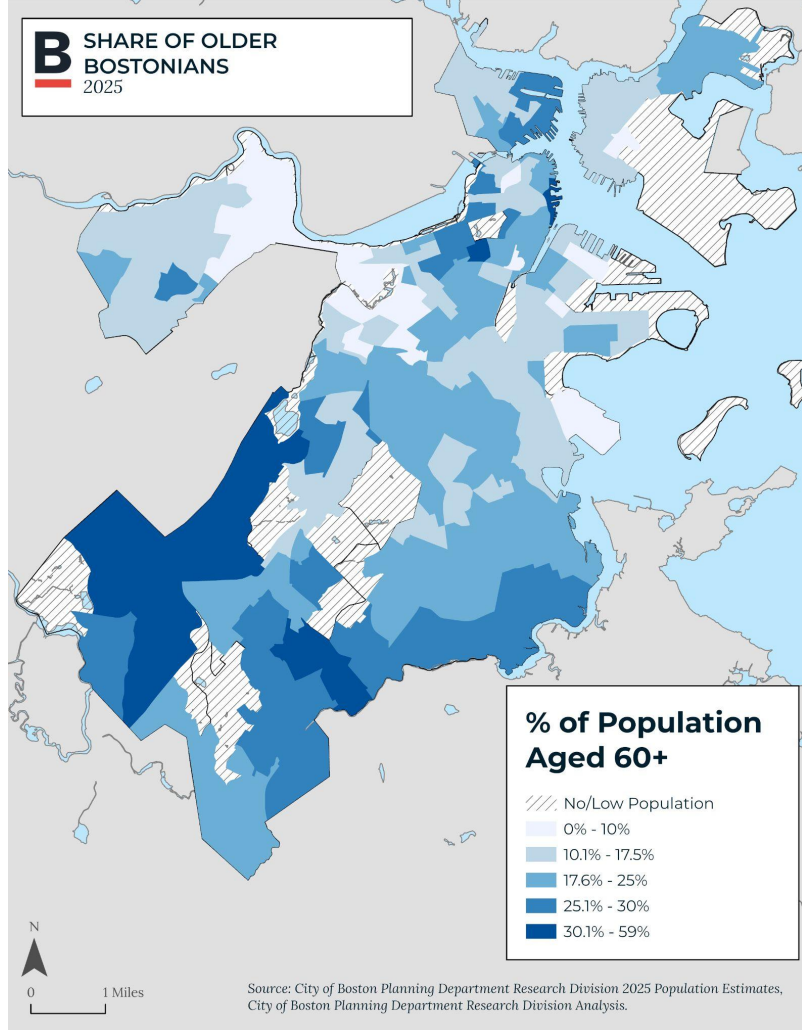 B
SHARE OF OLDER
BOSTONIANS
2025
% of Population
Aged 60+
No/Low Population
0% - 10%
10.1% - 17.5%
17.6% - 25%
25.1% - 30%
30.1% - 59%
N
0 1 Miles
Source: City of Boston Planning Department Research Division 2025 Population Estimates,
City of Boston Planning Department Research Division Analysis.